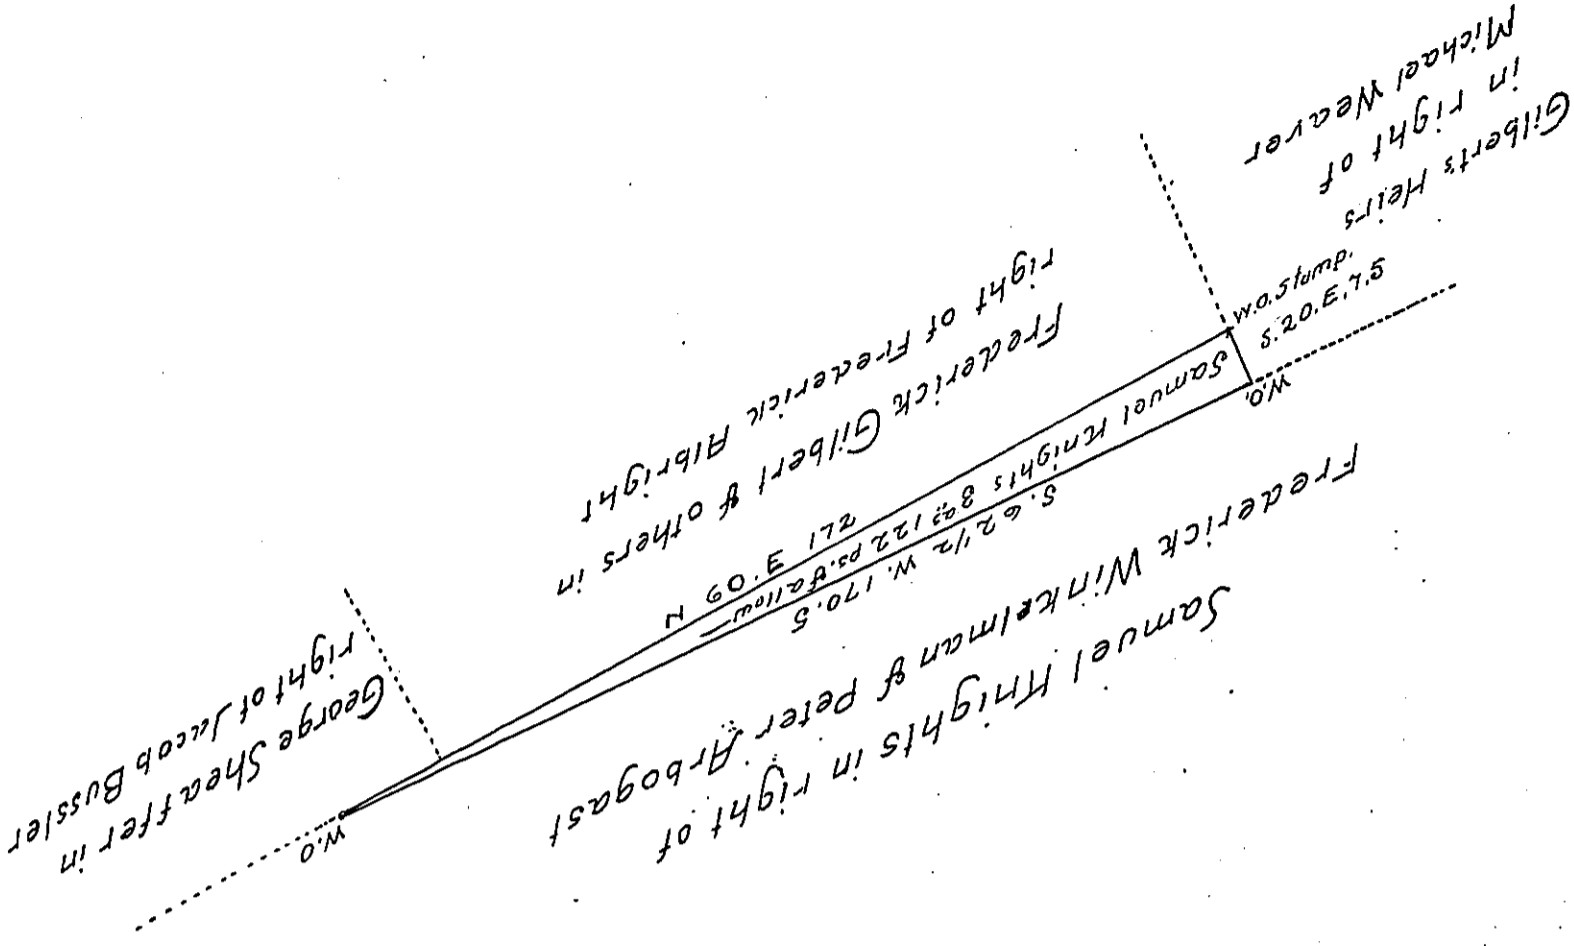 Samuel Knights in right of
Frederick Winkelman & Peter Arbogast
W.O
George Sheaffer in
right of Jacob Bussler
S. 62 1/2 W. 170.5
Samuel Knights 8 as 122 ps. & allow
N 60. E 172
W.O.
S. 20. E. 7.5
W.O. Stump.
Frederick Gilbert & others in
right of Frederick Albright
Gilbert's Heirs
in right of
Michael Weaver